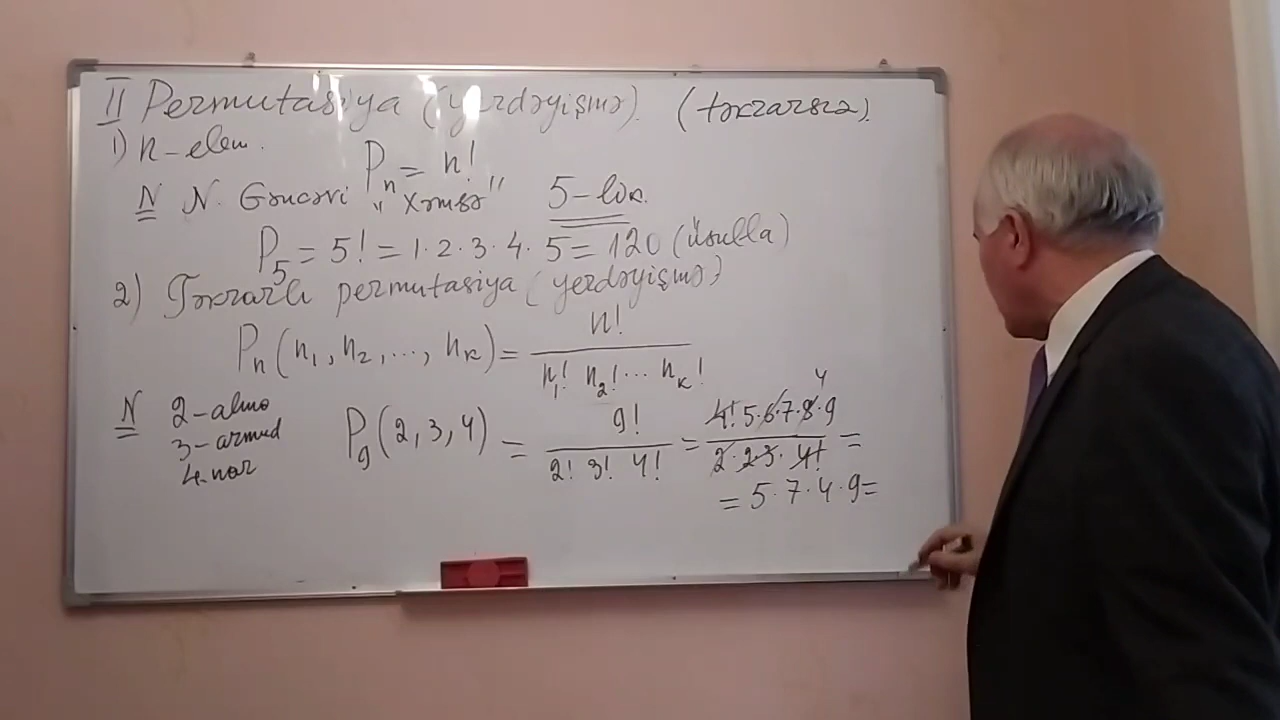 II Permutasiya (yerdəyişmə). (təkrarsız).
1) n-elem.
Pₙ = n!
N N. Gəncəvi "Xəmsə" 5-lük.
P₅ = 5! = 1·2·3·4·5 = 120 (üsulla)
2) Təkrarlı permutasiya (yerdəyişmə)
Pₙ(n₁, n₂, ..., nₖ) = n! / n₁! n₂! ... nₖ!
N 2-alma
3-armud
4-nar
P₉(2, 3, 4) = 9! / 2! 3! 4! = 4! 5·6·7·8·9 / 2·2·3·4! =
4
= 5·7·4·9 =